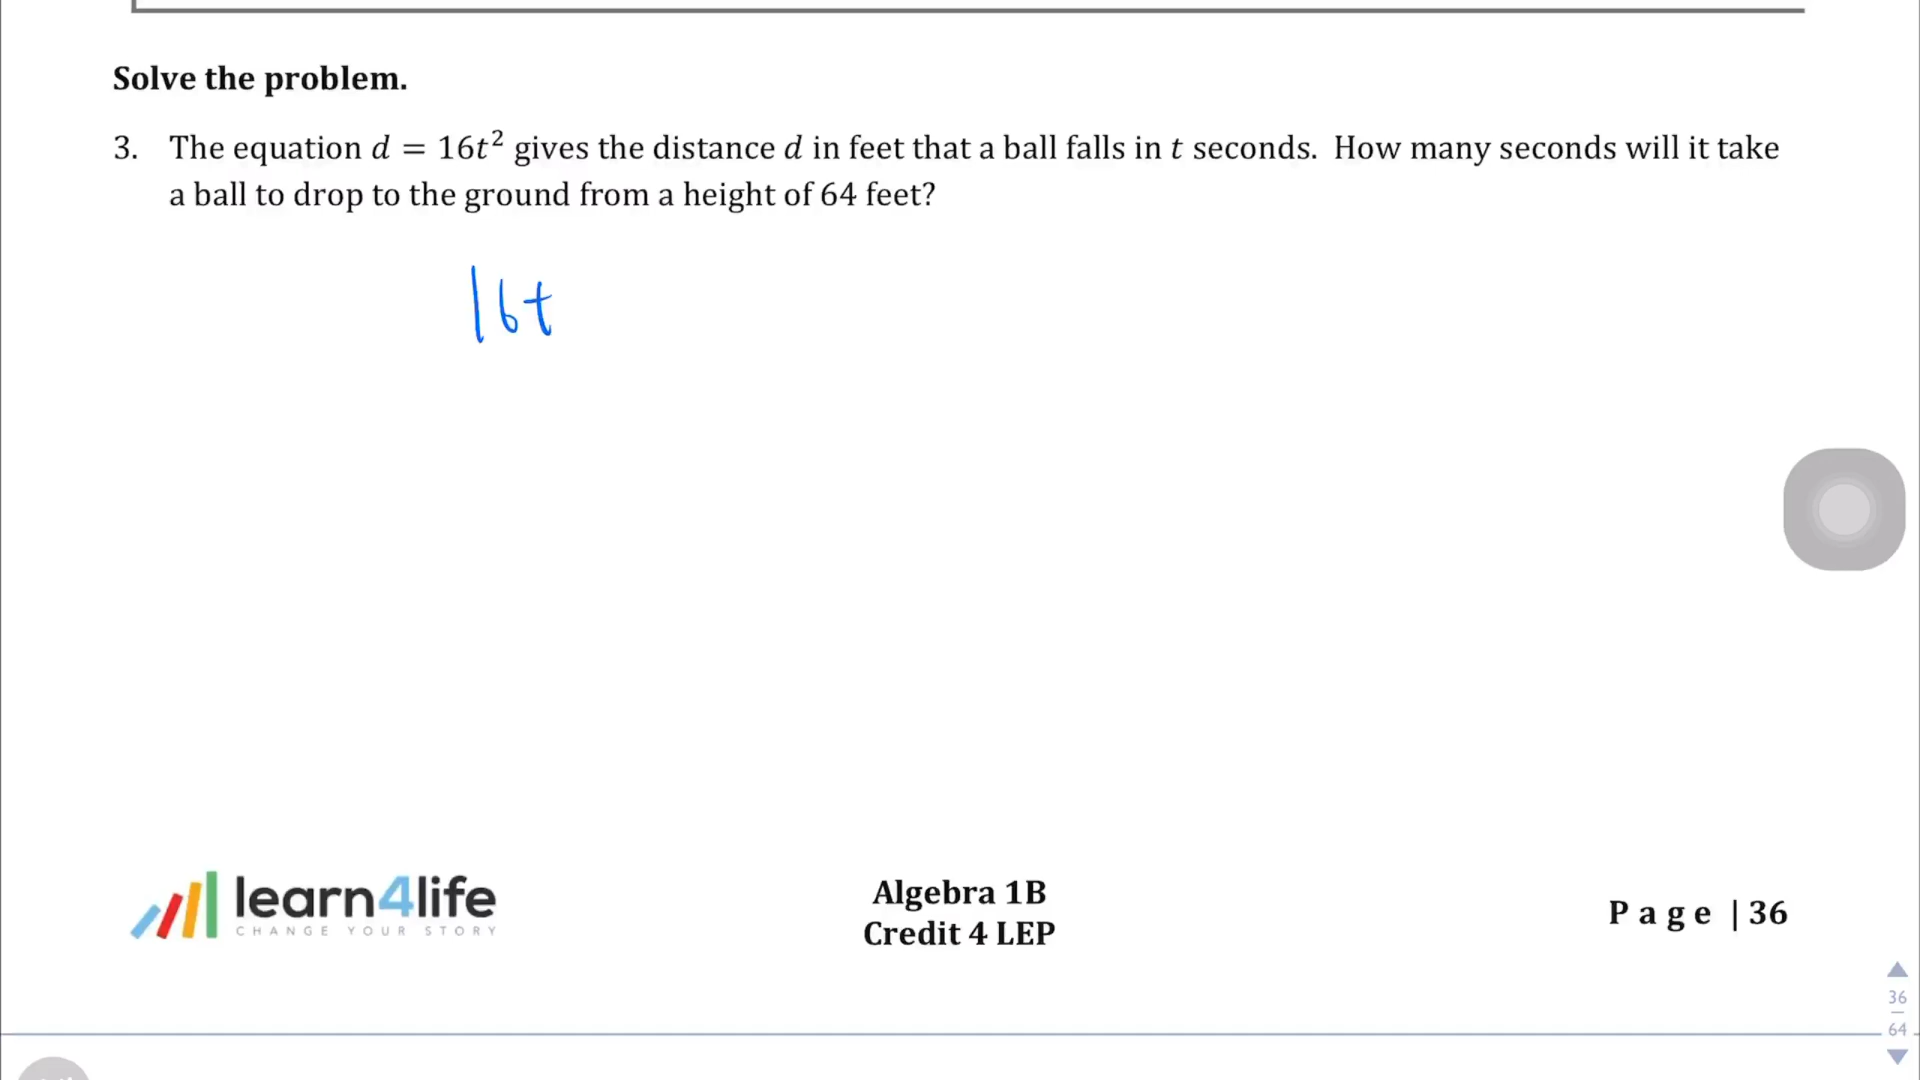 Solve the problem.
3. The equation d = 16t² gives the distance d in feet that a ball falls in t seconds. How many seconds will it take
a ball to drop to the ground from a height of 64 feet?
16t
learn4life
CHANGE YOUR STORY
Algebra 1B
Credit 4 LEP
Page |36
36
64